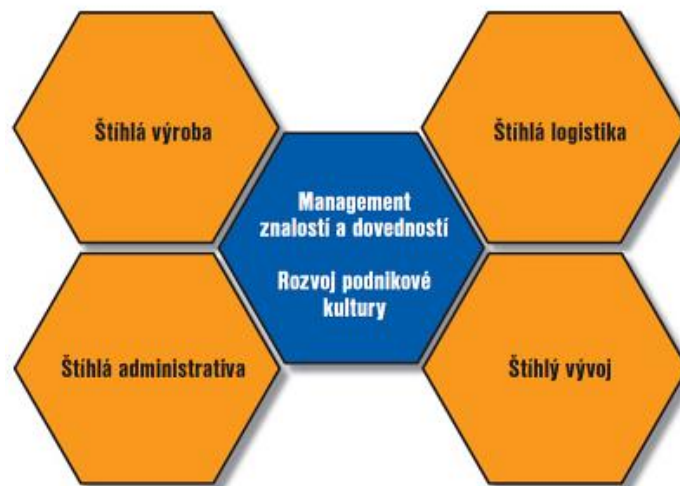 Štíhlá výroba
Štíhlá logistika
Management
znalostí a dovedností
Rozvoj podnikové
kultury
Štíhlá administrativa
Štíhlý vývoj